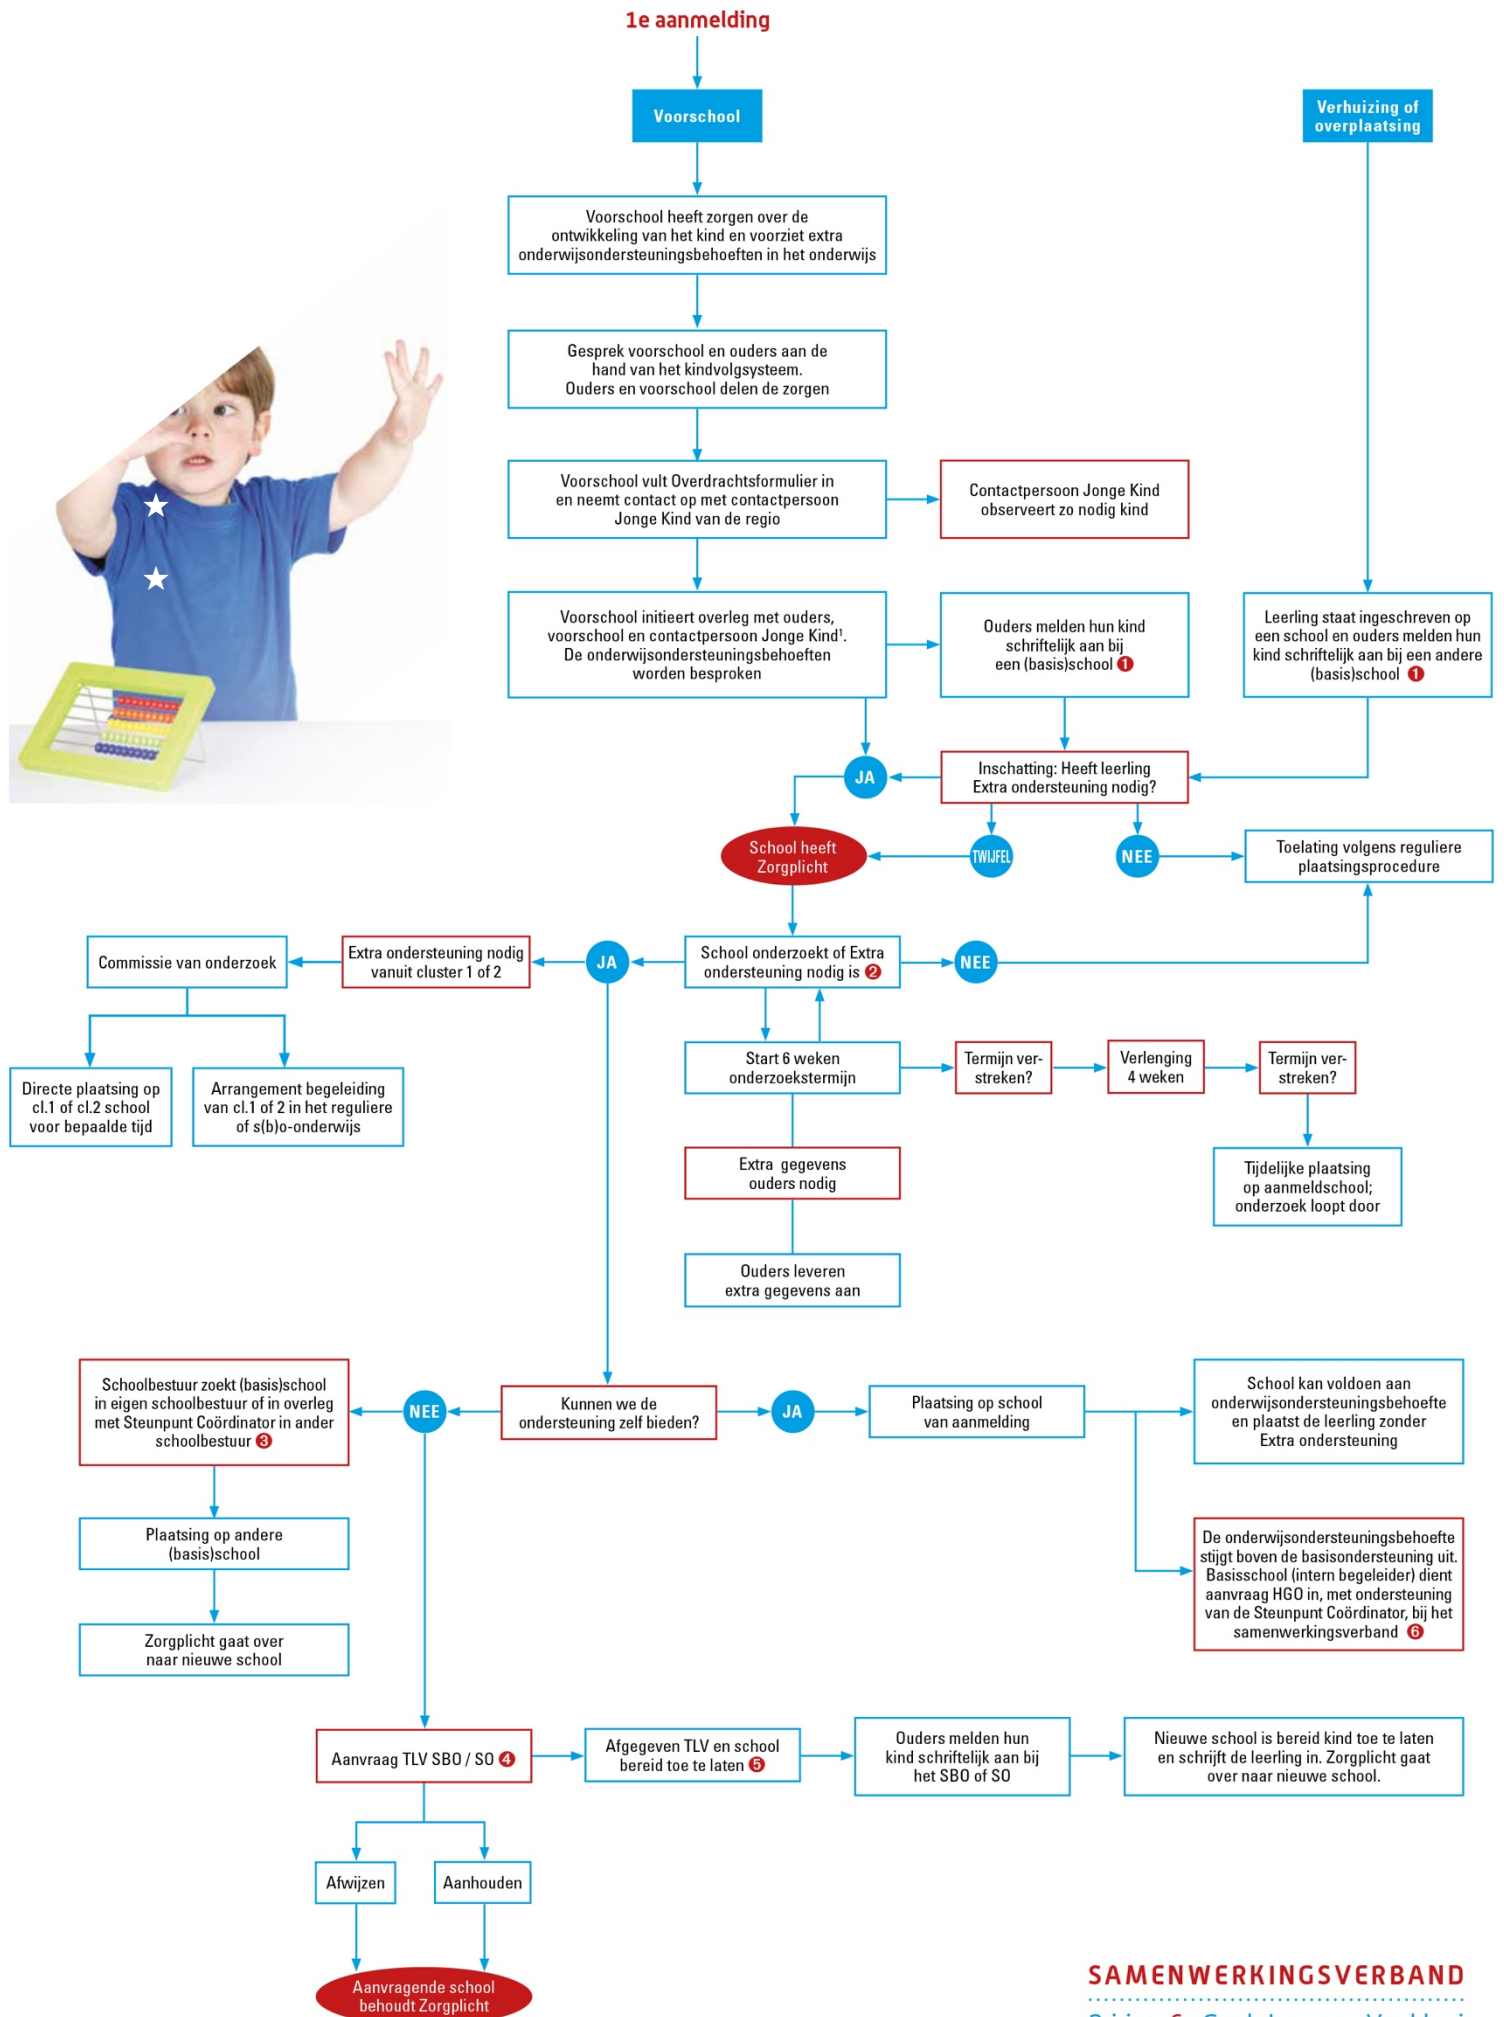 1e aanmelding
Voorschool
Verhuizing of
overplaatsing
Voorschool heeft zorgen over de
ontwikkeling van het kind en voorziet extra
onderwijsondersteuningsbehoeften in het onderwijs
Gesprek voorschool en ouders aan de
hand van het kindvolgsysteem.
Ouders en voorschool delen de zorgen
Voorschool vult Overdrachtsformulier in
en neemt contact op met contactpersoon
Jonge Kind van de regio
Contactpersoon Jonge Kind
observeert zo nodig kind
Voorschool initieert overleg met ouders,
voorschool en contactpersoon Jonge Kind¹.
De onderwijsondersteuningsbehoeften
worden besproken
Ouders melden hun kind
schriftelijk aan bij
een (basis)school 1
Leerling staat ingeschreven op
een school en ouders melden hun
kind schriftelijk aan bij een andere
(basis)school 1
JA
Inschatting: Heeft leerling
Extra ondersteuning nodig?
School heeft
Zorgplicht
TWIJFEL
NEE
Toelating volgens reguliere
plaatsingsprocedure
Commissie van onderzoek
Extra ondersteuning nodig
vanuit cluster 1 of 2
JA
School onderzoekt of Extra
ondersteuning nodig is 2
NEE
Directe plaatsing op
cl.1 of cl.2 school
voor bepaalde tijd
Arrangement begeleiding
van cl.1 of 2 in het reguliere
of s(b)o-onderwijs
Start 6 weken
onderzoekstermijn
Termijn ver-
streken?
Verlenging
4 weken
Termijn ver-
streken?
Extra gegevens
ouders nodig
Tijdelijke plaatsing
op aanmeldschool;
onderzoek loopt door
Ouders leveren
extra gegevens aan
Schoolbestuur zoekt (basis)school
in eigen schoolbestuur of in overleg
met Steunpunt Coördinator in ander
schoolbestuur 3
NEE
Kunnen we de
ondersteuning zelf bieden?
JA
Plaatsing op school
van aanmelding
School kan voldoen aan
onderwijsondersteuningsbehoefte
en plaatst de leerling zonder
Extra ondersteuning
Plaatsing op andere
(basis)school
De onderwijsondersteuningsbehoefte
stijgt boven de basisondersteuning uit.
Basisschool (intern begeleider) dient
aanvraag HGO in, met ondersteuning
van de Steunpunt Coördinator, bij het
samenwerkingsverband 6
Zorgplicht gaat over
naar nieuwe school
Aanvraag TLV SBO / SO 4
Afgegeven TLV en school
bereid toe te laten 5
Ouders melden hun
kind schriftelijk aan bij
het SBO of SO
Nieuwe school is bereid kind toe te laten
en schrijft de leerling in. Zorgplicht gaat
over naar nieuwe school.
Afwijzen
Aanhouden
Aanvragende school
behoudt Zorgplicht
SAMENWERKINGSVERBAND